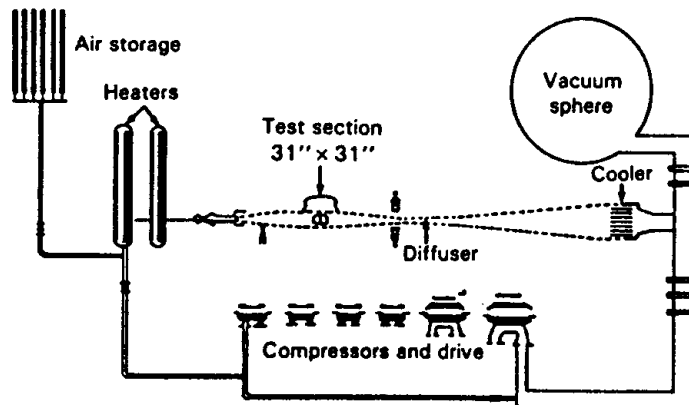 Air storage
Heaters
Test section
31" × 31"
Vacuum
sphere
Cooler
Diffuser
Compressors and drive